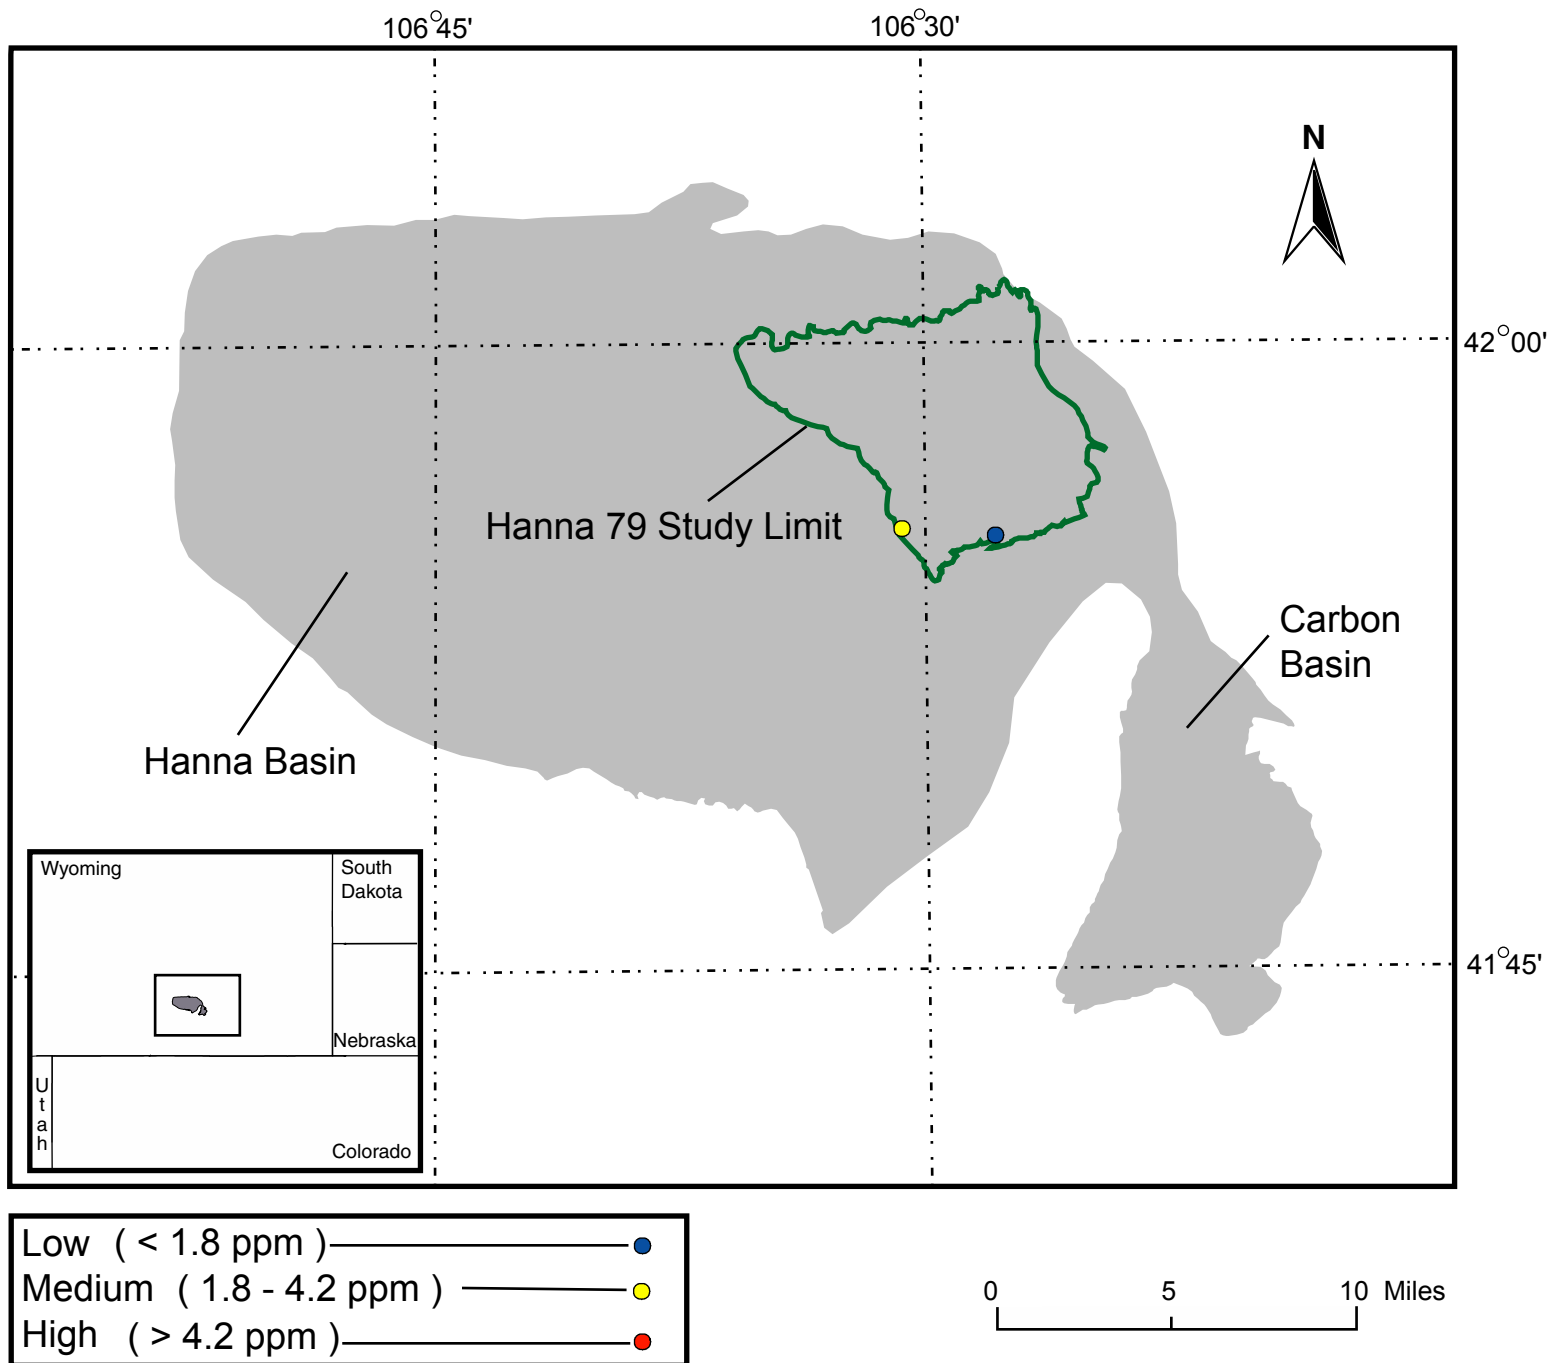 106°45'
106°30'
N
42°00'
Hanna 79 Study Limit
Carbon
Basin
Hanna Basin
41°45'
Wyoming
South
Dakota
Nebraska
Utah
Colorado
Low ( < 1.8 ppm )
Medium ( 1.8 - 4.2 ppm )
High ( > 4.2 ppm )
0 5 10 Miles